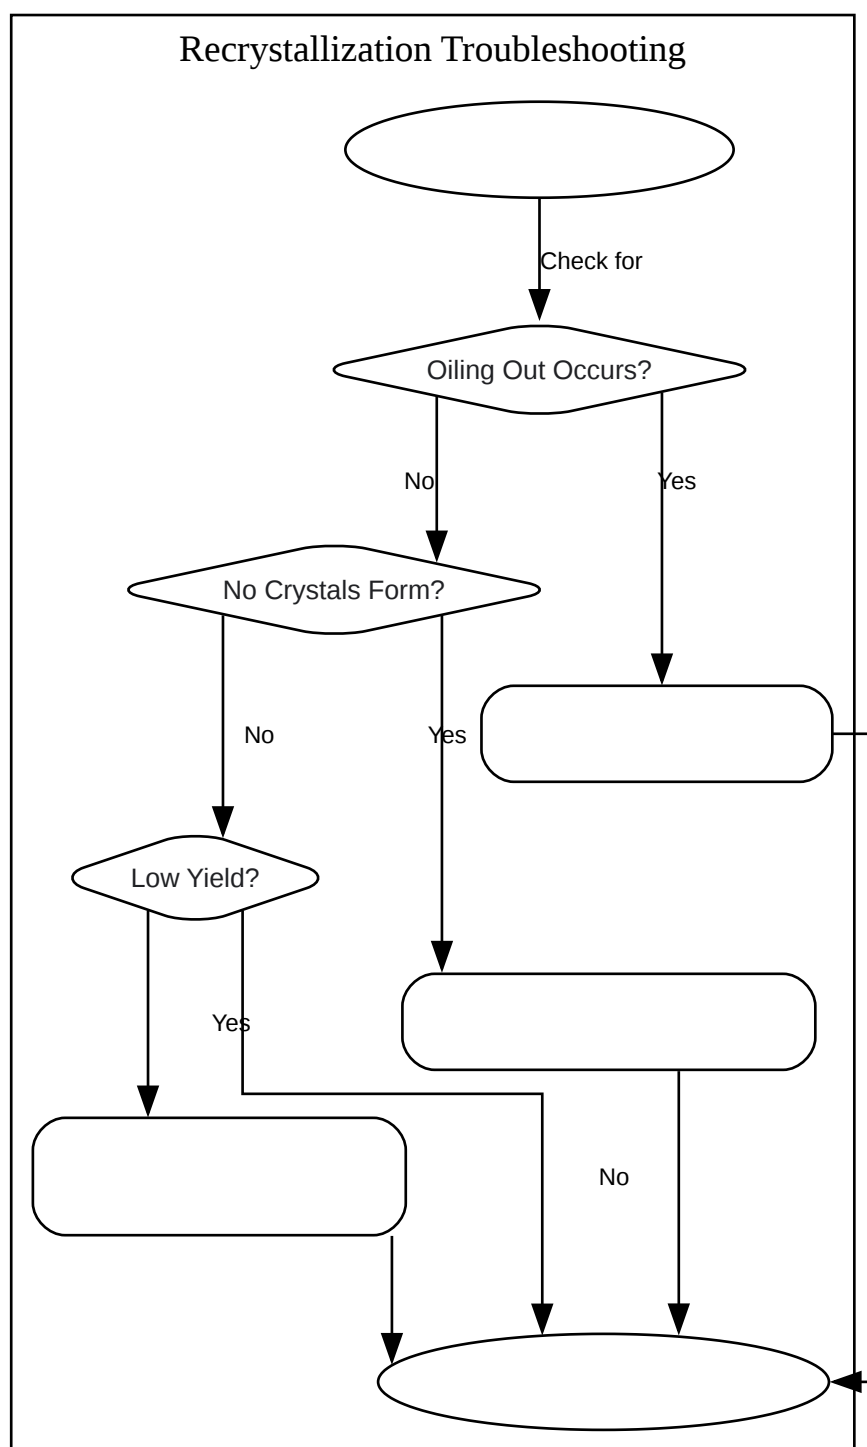 Recrystallization Troubleshooting
Check for
Oiling Out Occurs?
No
Yes
No Crystals Form?
No
Yes
Low Yield?
Yes
No